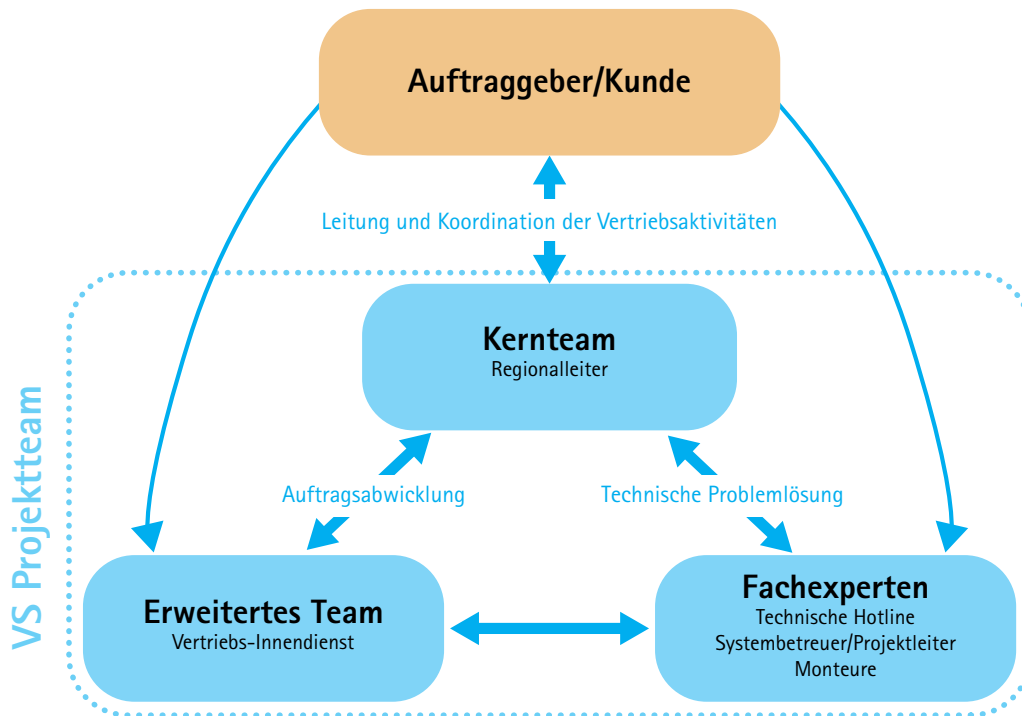 Auftraggeber/Kunde
Leitung und Koordination der Vertriebsaktivitäten
VS Projektteam
Kernteam
Regionalleiter
Auftragsabwicklung
Technische Problemlösung
Erweitertes Team
Vertriebs-Innendienst
Fachexperten
Technische Hotline
Systembetreuer/Projektleiter
Monteure